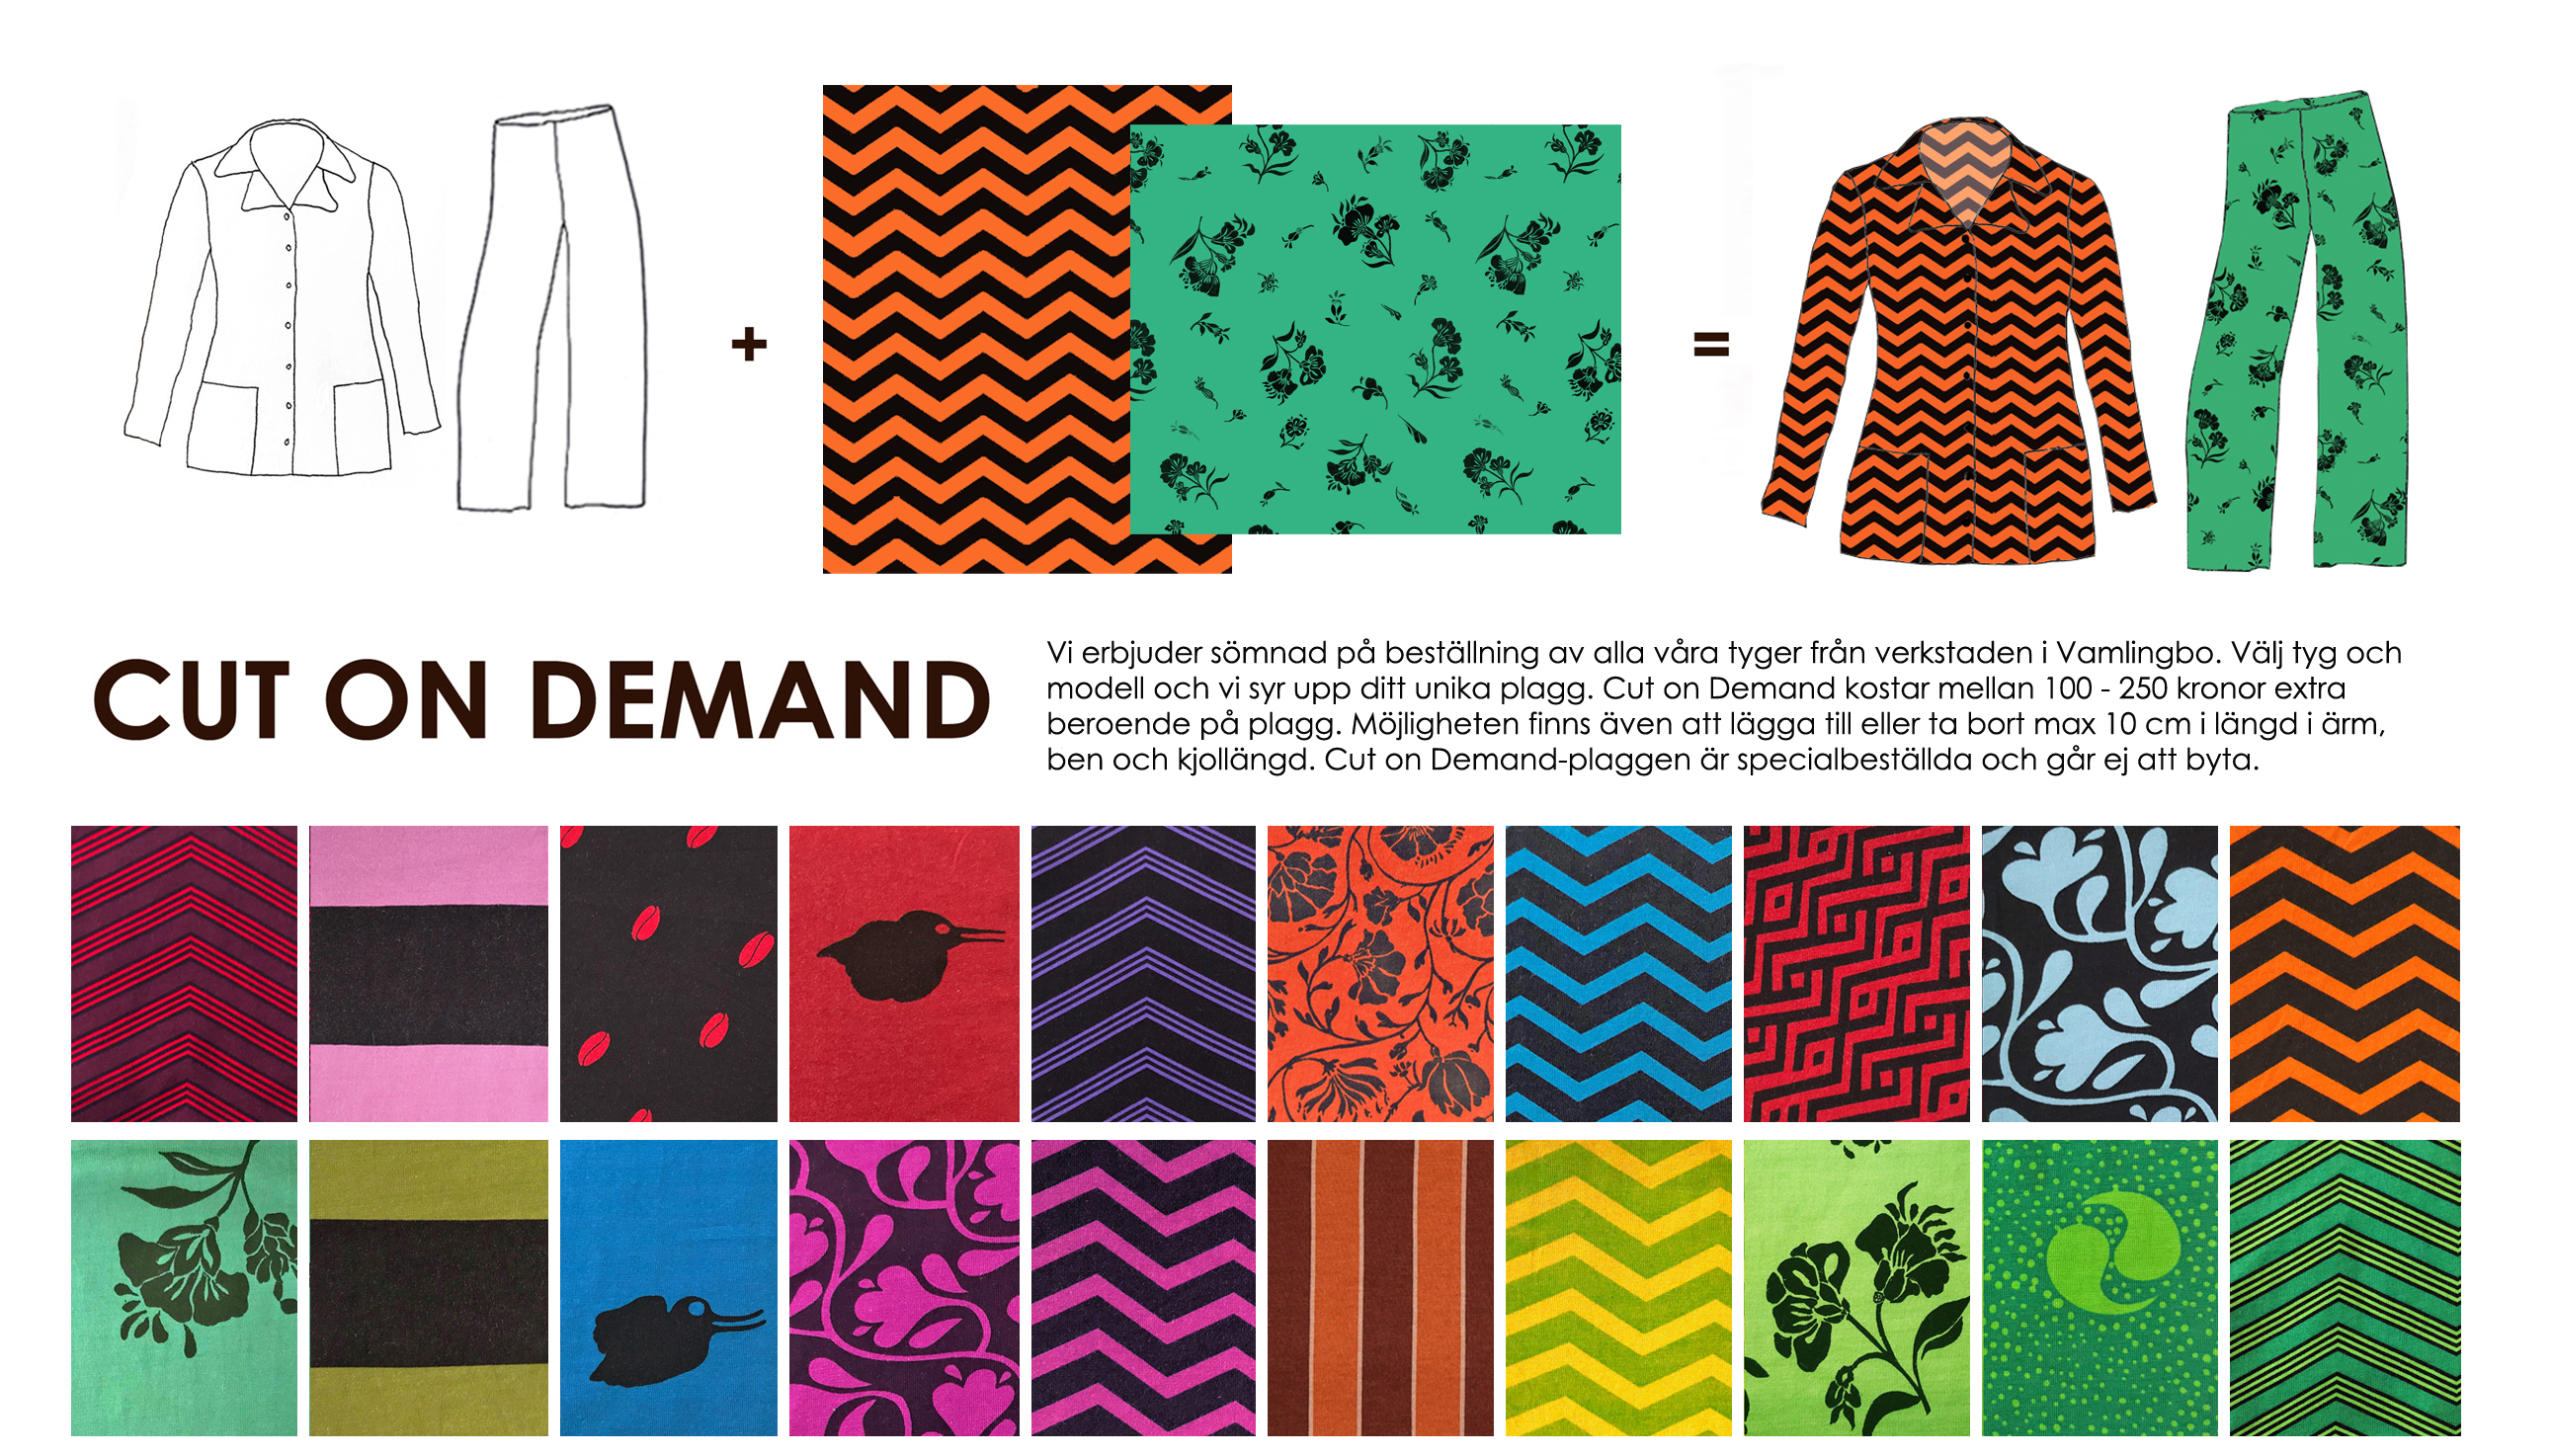 +
=
CUT ON DEMAND
Vi erbjuder sömnad på beställning av alla våra tyger från verkstaden i Vamlingbo. Välj tyg och
modell och vi syr upp ditt unika plagg. Cut on Demand kostar mellan 100 - 250 kronor extra
beroende på plagg. Möjligheten finns även att lägga till eller ta bort max 10 cm i längd i ärm,
ben och kjollängd. Cut on Demand-plaggen är specialbeställda och går ej att byta.